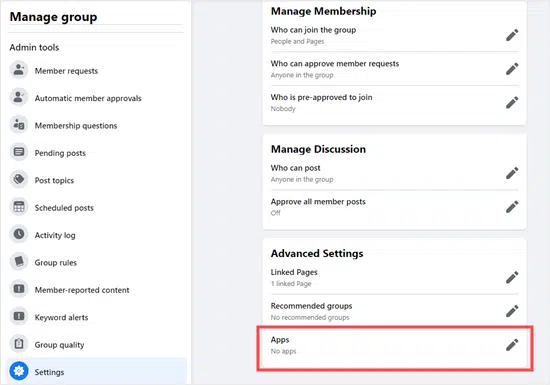 Manage group
Admin tools
Member requests
Automatic member approvals
Membership questions
Pending posts
Post topics
Scheduled posts
Activity log
Group rules
Member-reported content
Keyword alerts
Group quality
Settings
Manage Membership
Who can join the group
People and Pages
Who can approve member requests
Anyone in the group
Who is pre-approved to join
Nobody
Manage Discussion
Who can post
Anyone in the group
Approve all member posts
Off
Advanced Settings
Linked Pages
1 linked Page
Recommended groups
No recommended groups
Apps
No apps